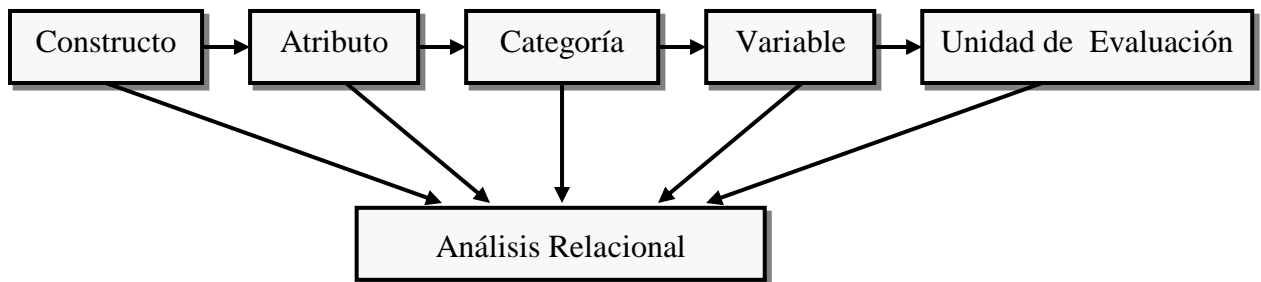 Constructo
Atributo
Categoría
Variable
Unidad de Evaluación
Análisis Relacional